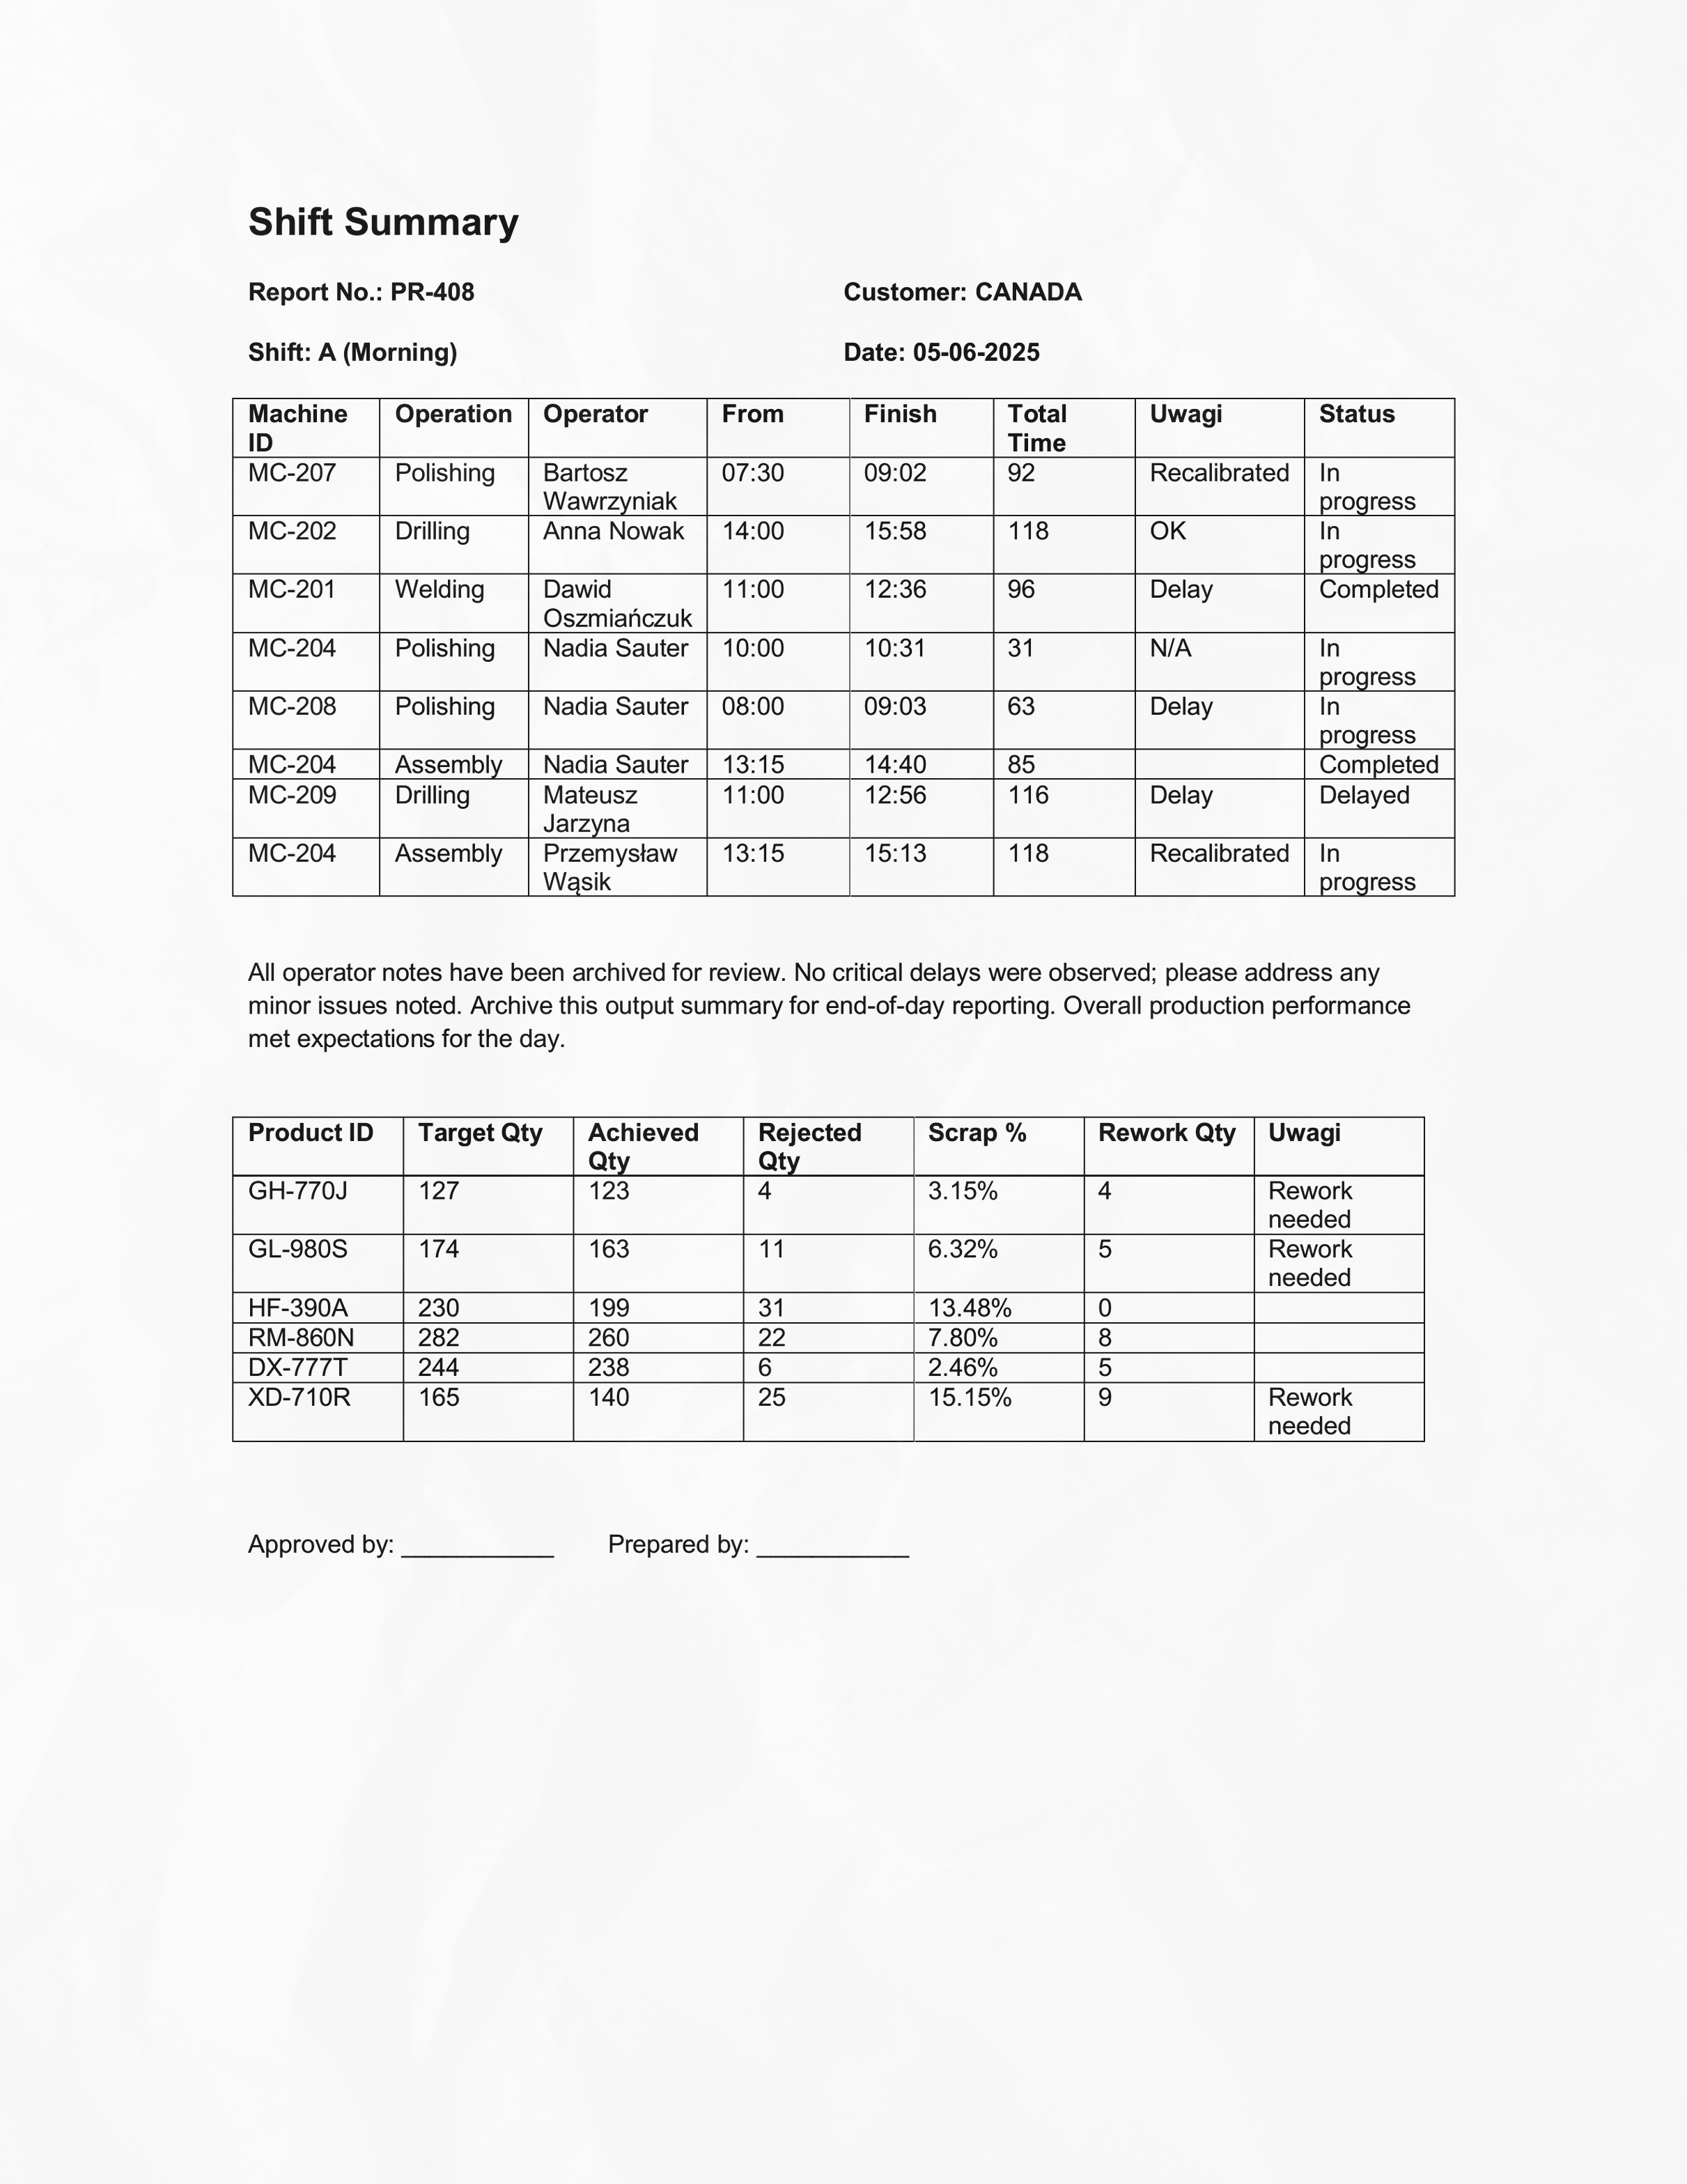 Shift Summary
Report No.: PR-408 Customer: CANADA
Shift: A (Morning) Date: 05-06-2025
Machine ID Operation Operator From Finish Total Time Uwagi Status
MC-207 Polishing Bartosz Wawrzyniak 07:30 09:02 92 Recalibrated In progress
MC-202 Drilling Anna Nowak 14:00 15:58 118 OK In progress
MC-201 Welding Dawid Oszmiańczuk 11:00 12:36 96 Delay Completed
MC-204 Polishing Nadia Sauter 10:00 10:31 31 N/A In progress
MC-208 Polishing Nadia Sauter 08:00 09:03 63 Delay In progress
MC-204 Assembly Nadia Sauter 13:15 14:40 85 Completed
MC-209 Drilling Mateusz Jarzyna 11:00 12:56 116 Delay Delayed
MC-204 Assembly Przemysław Wąsik 13:15 15:13 118 Recalibrated In progress
All operator notes have been archived for review. No critical delays were observed; please address any
minor issues noted. Archive this output summary for end-of-day reporting. Overall production performance
met expectations for the day.
Product ID Target Qty Achieved Qty Rejected Qty Scrap % Rework Qty Uwagi
GH-770J 127 123 4 3.15% 4 Rework needed
GL-980S 174 163 11 6.32% 5 Rework needed
HF-390A 230 199 31 13.48% 0
RM-860N 282 260 22 7.80% 8
DX-777T 244 238 6 2.46% 5
XD-710R 165 140 25 15.15% 9 Rework needed
Approved by: ___________ Prepared by: ___________